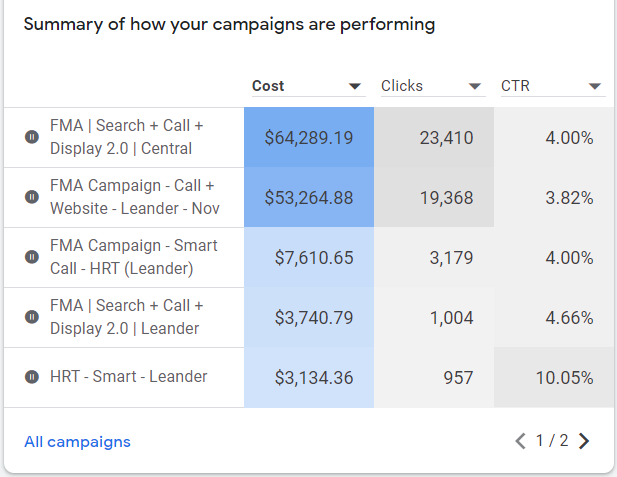 Summary of how your campaigns are performing
Cost Clicks CTR
FMA | Search + Call +
Display 2.0 | Central
$64,289.19 23,410 4.00%
FMA Campaign - Call +
Website - Leander - Nov
$53,264.88 19,368 3.82%
FMA Campaign - Smart
Call - HRT (Leander)
$7,610.65 3,179 4.00%
FMA | Search + Call +
Display 2.0 | Leander
$3,740.79 1,004 4.66%
HRT - Smart - Leander $3,134.36 957 10.05%
All campaigns 1 / 2